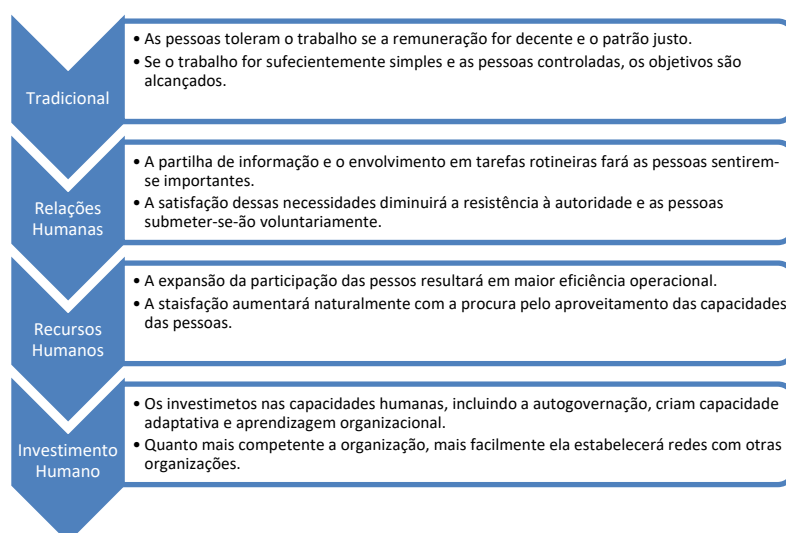 Tradicional
• As pessoas toleram o trabalho se a remuneração for decente e o patrão justo.
• Se o trabalho for sufecientemente simples e as pessoas controladas, os objetivos são
alcançados.
Relações
Humanas
• A partilha de informação e o envolvimento em tarefas rotineiras fará as pessoas sentirem-
se importantes.
• A satisfação dessas necessidades diminuirá a resistência à autoridade e as pessoas
submeter-se-ão voluntariamente.
Recursos
Humanos
• A expansão da participação das pessos resultará em maior eficiência operacional.
• A staisfação aumentará naturalmente com a procura pelo aproveitamento das capacidades
das pessoas.
Investimento
Humano
• Os investimetos nas capacidades humanas, incluindo a autogovernação, criam capacidade
adaptativa e aprendizagem organizacional.
• Quanto mais competente a organização, mais facilmente ela estabelecerá redes com otras
organizações.